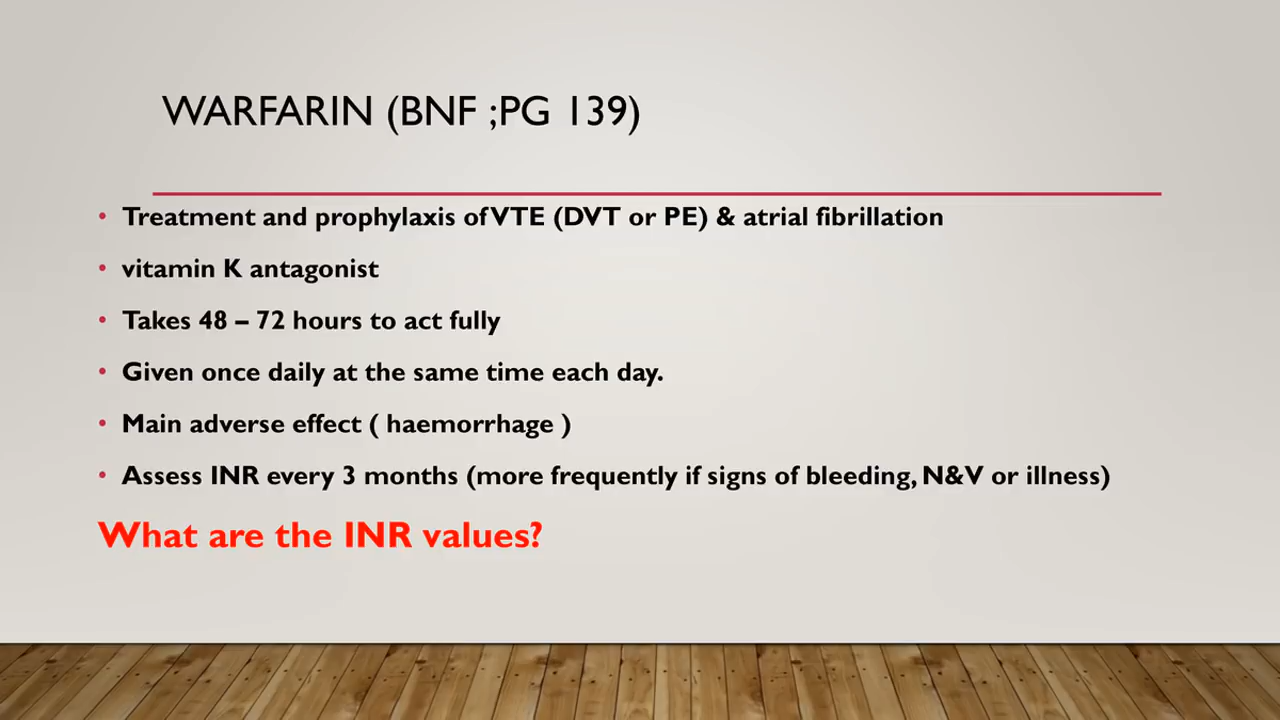 WARFARIN (BNF ;PG 139)
• Treatment and prophylaxis of VTE (DVT or PE) & atrial fibrillation
• vitamin K antagonist
• Takes 48 – 72 hours to act fully
• Given once daily at the same time each day.
• Main adverse effect ( haemorrhage )
• Assess INR every 3 months (more frequently if signs of bleeding, N&V or illness)
What are the INR values?